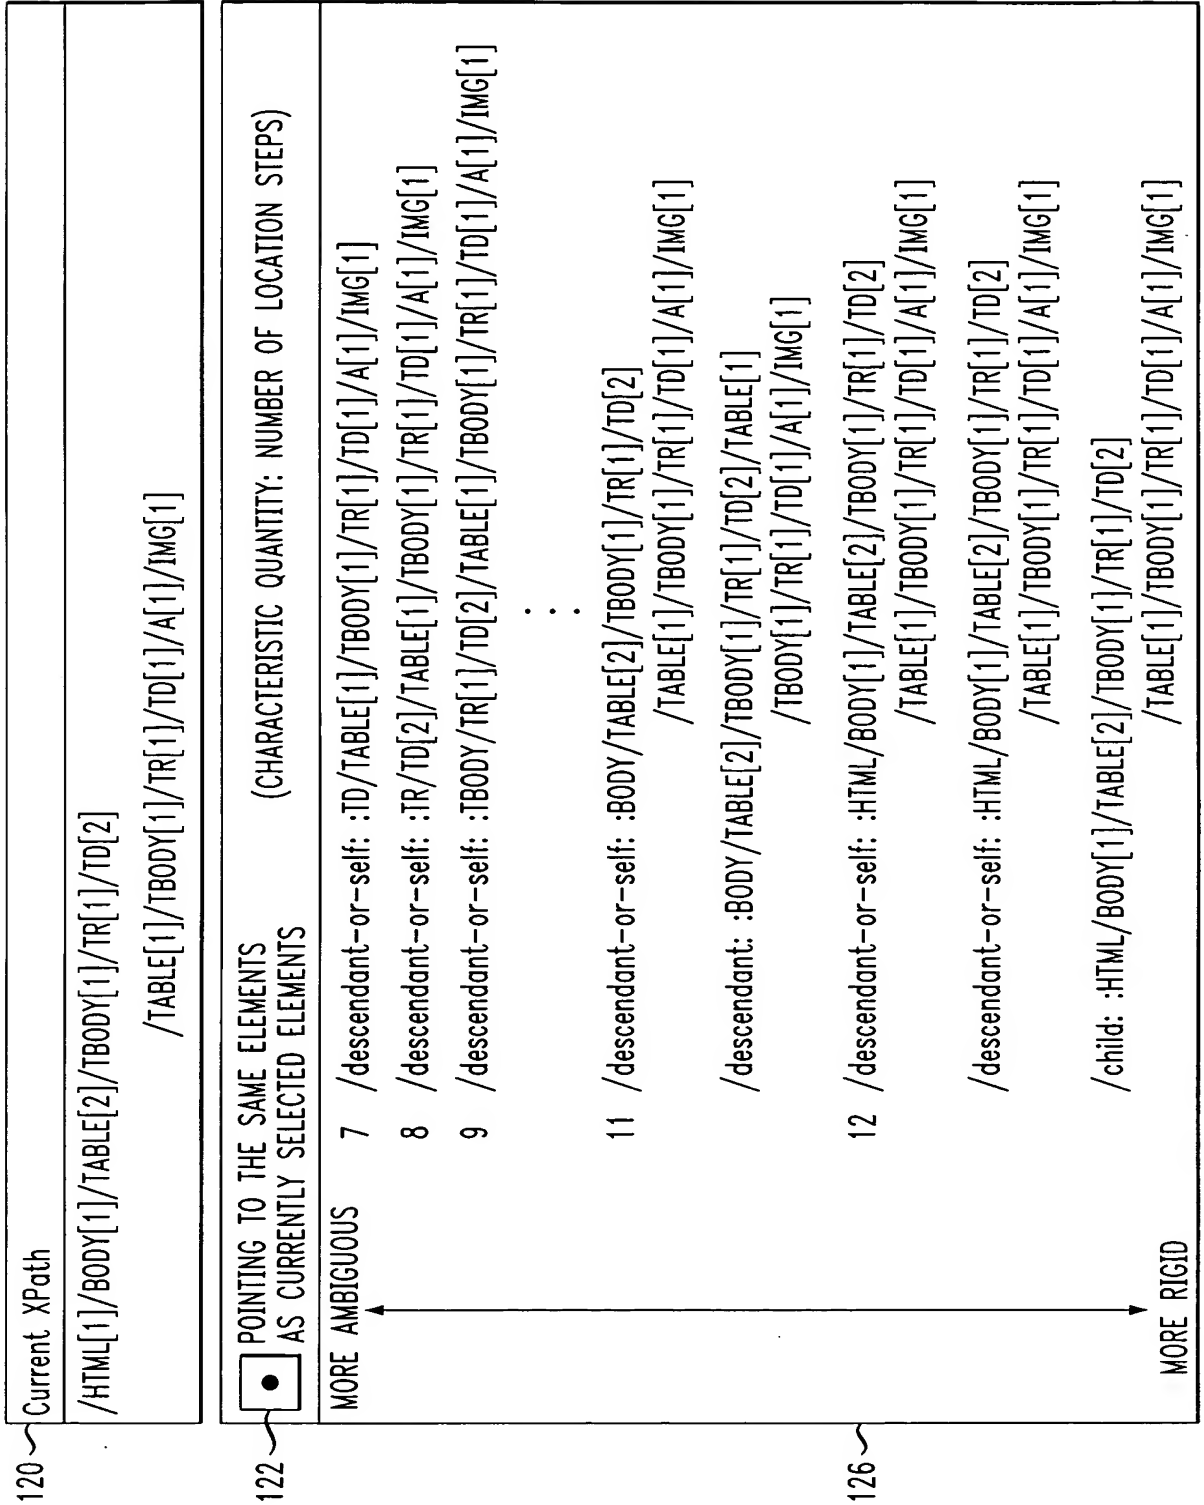 120
Current XPath
/HTML[1]/BODY[1]/TABLE[2]/TBODY[1]/TR[1]/TD[2]
/TABLE[1]/TBODY[1]/TR[1]/TD[1]/A[1]/IMG[1]
122
POINTING TO THE SAME ELEMENTS
AS CURRENTLY SELECTED ELEMENTS
(CHARACTERISTIC QUANTITY: NUMBER OF LOCATION STEPS)
126
MORE AMBIGUOUS
7 /descendant-or-self: :TD/TABLE[1]/TBODY[1]/TR[1]/TD[1]/A[1]/IMG[1]
8 /descendant-or-self: :TR/TD[2]/TABLE[1]/TBODY[1]/TR[1]/TD[1]/A[1]/IMG[1]
9 /descendant-or-self: :TBODY/TR[1]/TD[2]/TABLE[1]/TBODY[1]/TR[1]/TD[1]/A[1]/IMG[1]
. . .
11 /descendant-or-self: :BODY/TABLE[2]/TBODY[1]/TR[1]/TD[2]
/TABLE[1]/TBODY[1]/TR[1]/TD[1]/A[1]/IMG[1]
/descendant: :BODY/TABLE[2]/TBODY[1]/TR[1]/TD[2]/TABLE[1]
/TBODY[1]/TR[1]/TD[1]/A[1]/IMG[1]
12 /descendant-or-self: :HTML/BODY[1]/TABLE[2]/TBODY[1]/TR[1]/TD[2]
/TABLE[1]/TBODY[1]/TR[1]/TD[1]/A[1]/IMG[1]
/descendant-or-self: :HTML/BODY[1]/TABLE[2]/TBODY[1]/TR[1]/TD[2]
/TABLE[1]/TBODY[1]/TR[1]/TD[1]/A[1]/IMG[1]
/child: :HTML/BODY[1]/TABLE[2]/TBODY[1]/TR[1]/TD[2]
/TABLE[1]/TBODY[1]/TR[1]/TD[1]/A[1]/IMG[1]
MORE RIGID